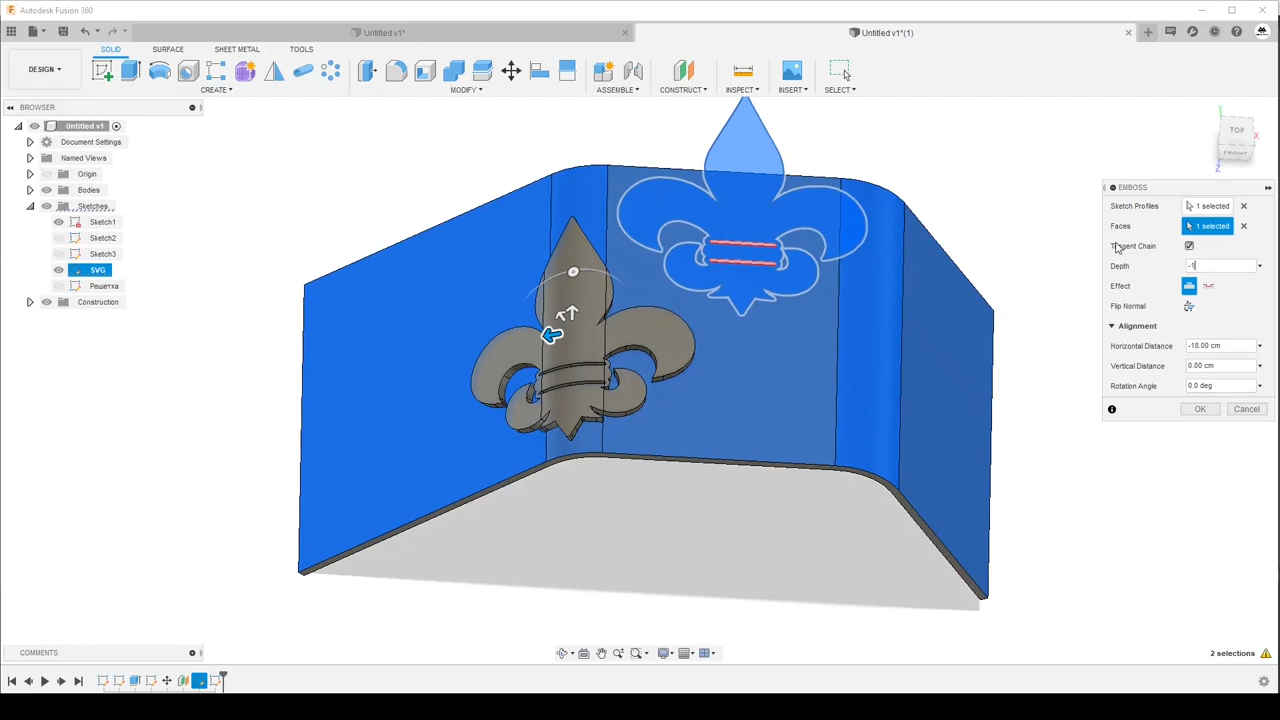 Autodesk Fusion 360
Untitled v1*
Untitled v1*(1)
SOLID SURFACE SHEET METAL TOOLS
DESIGN
CREATE MODIFY ASSEMBLE CONSTRUCT INSPECT INSERT SELECT
BROWSER
Untitled v1
Document Settings
Named Views
Origin
Bodies
Sketches
Sketch1
Sketch2
Sketch3
SVG
Решетка
Construction
TOP
FRONT
X
Y
Z
EMBOSS
Sketch Profiles 1 selected
Faces 1 selected
Tangent Chain
Depth -1
Effect
Flip Normal
Alignment
Horizontal Distance -18.00 cm
Vertical Distance 0.00 cm
Rotation Angle 0.0 deg
OK Cancel
COMMENTS
2 selections